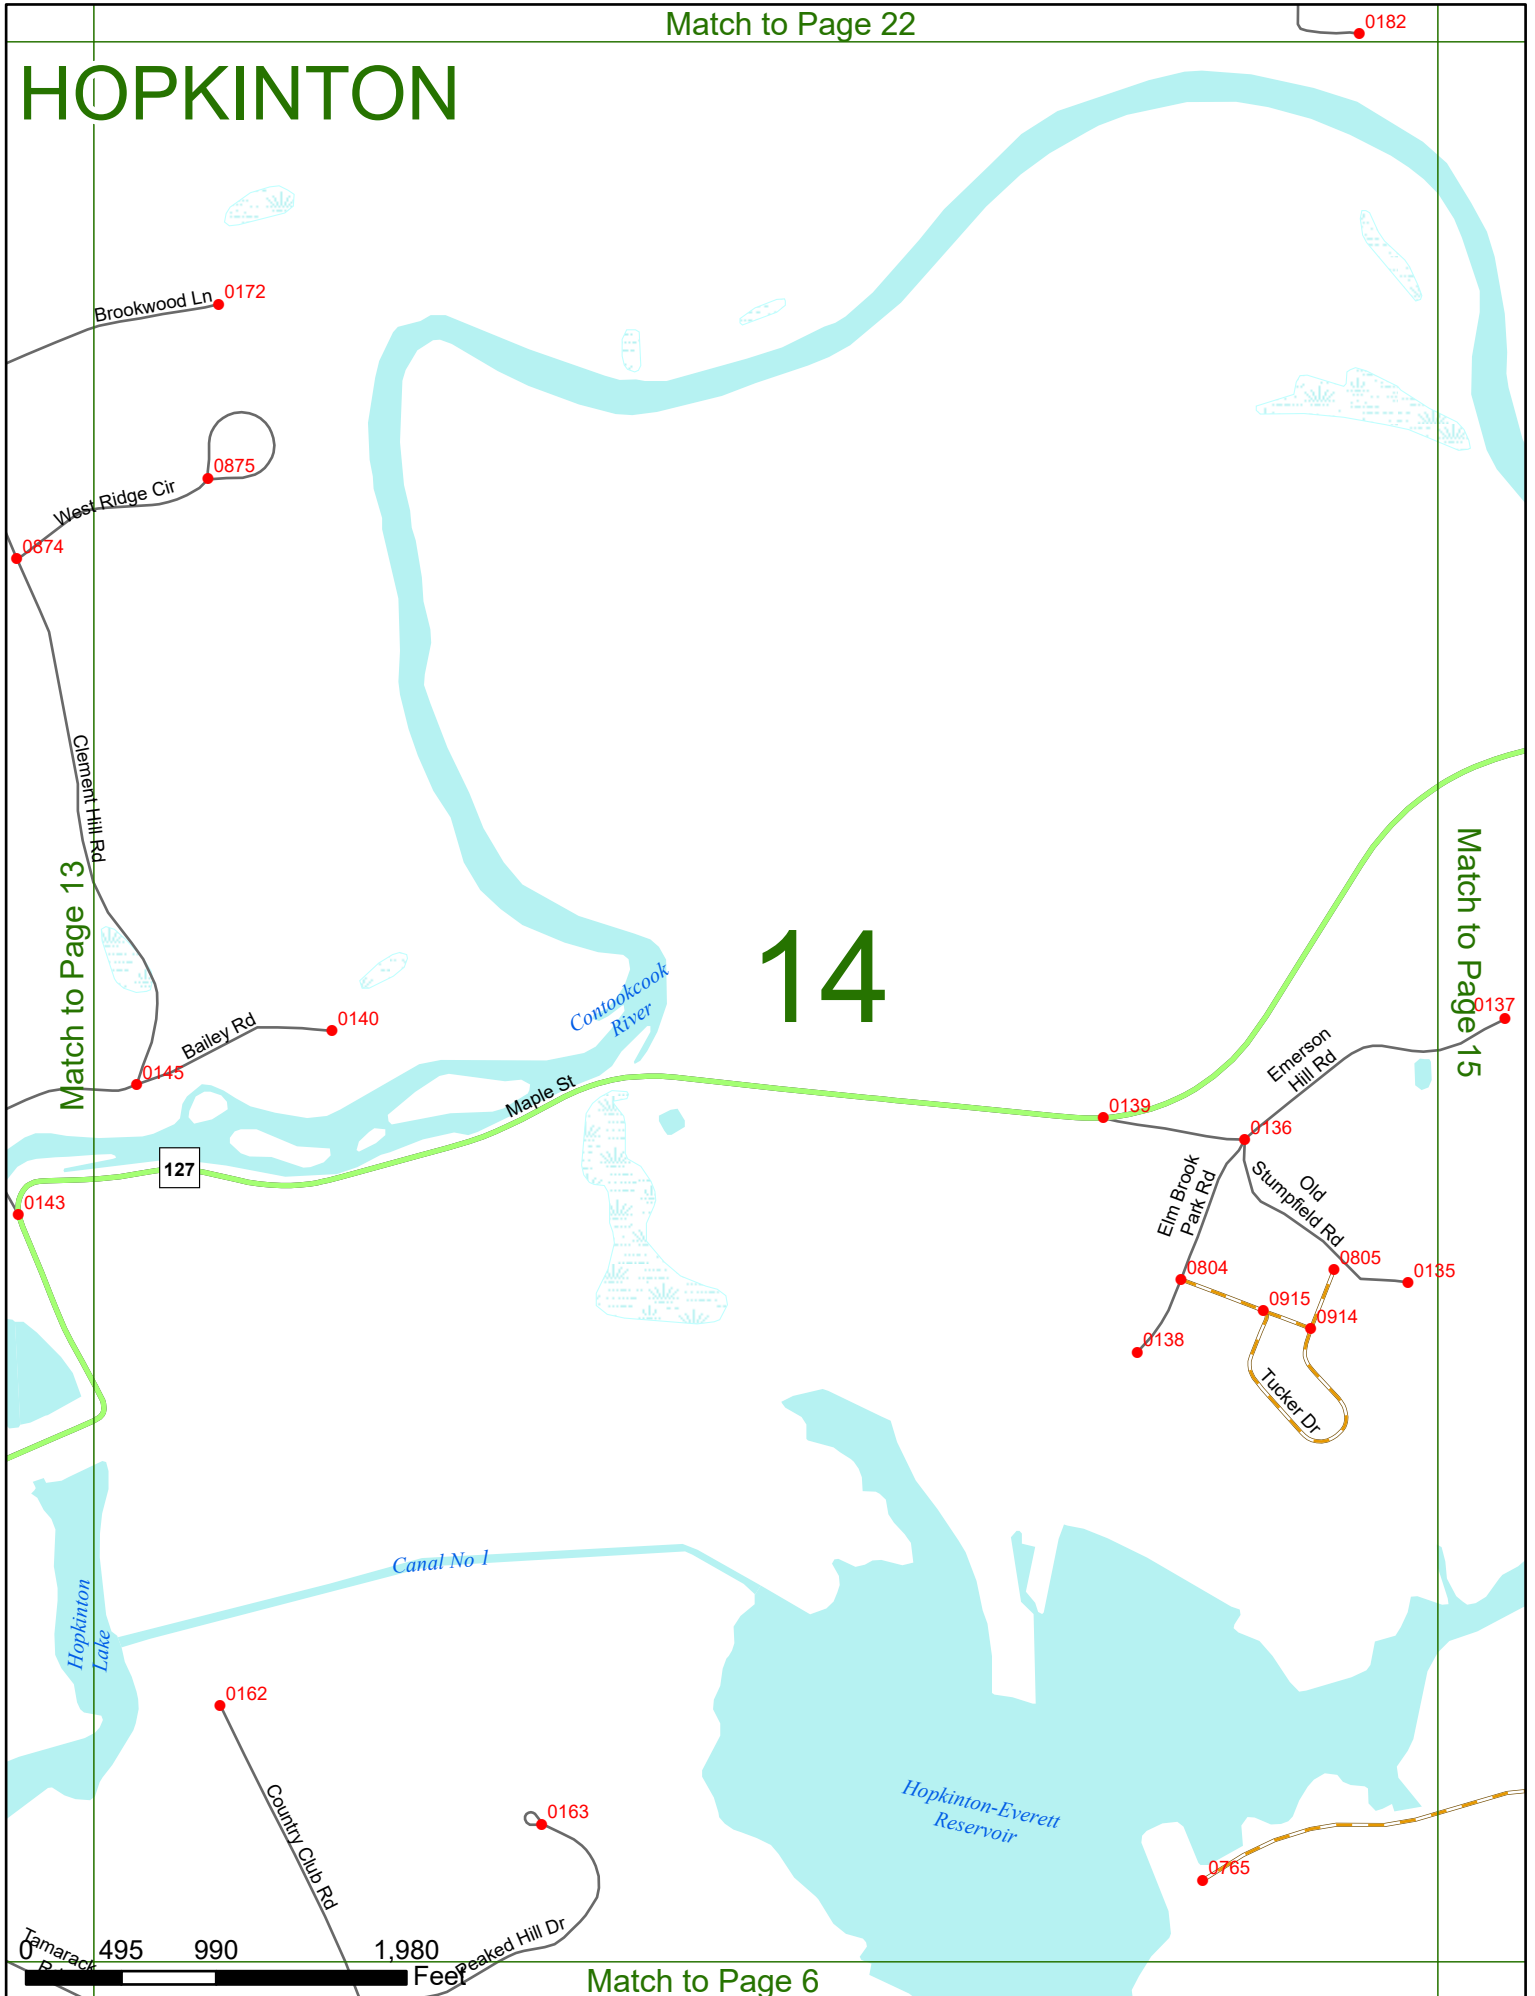 Match to Page 22
0182
HOPKINTON
Brookwood Ln
0172
0875
West Ridge Cir
0874
Clement Hill Rd
Match to Page 13
Match to Page 15
14
Contookcook
River
0137
0140
Bailey Rd
Emerson
Hill Rd
0145
Maple St
0139
0136
127
Elm Brook
Park Rd
Old
Stumpfield Rd
0143
0804
0805
0135
0915
0914
0138
Tucker Dr
Canal No 1
Hopkinton
Lake
0162
Country Club Rd
0163
Hopkinton-Everett
Reservoir
0765
Peaked Hill Dr
Tamarack
0 495 990 1,980
Feet
Match to Page 6